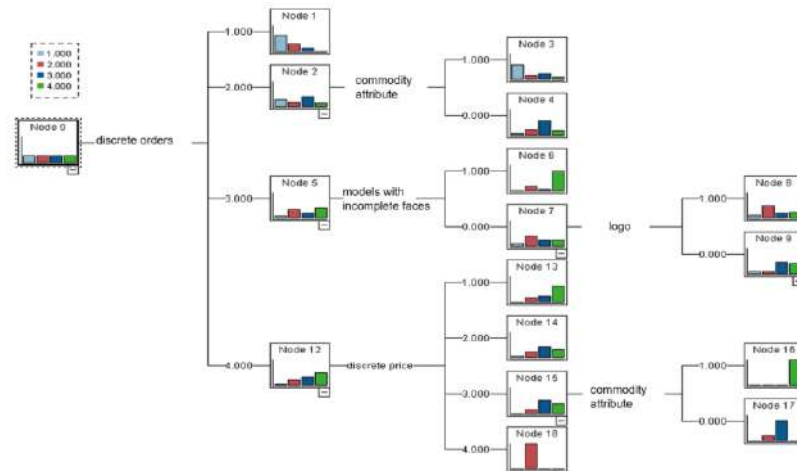 Node 1
1.000
1.000
2.000
3.000
4.000
Node 2
2.000
commodity
attribute
Node 3
1.000
0.000
Node 4
Node 0
discrete orders
Node 5
3.000
models with
incomplete faces
Node 6
1.000
0.000
Node 7
logo
Node 8
1.000
0.000
Node 9
Node 12
4.000
discrete price
Node 13
1.000
Node 14
2.000
Node 15
3.000
commodity
attribute
Node 16
1.000
0.000
Node 17
Node 18
4.000